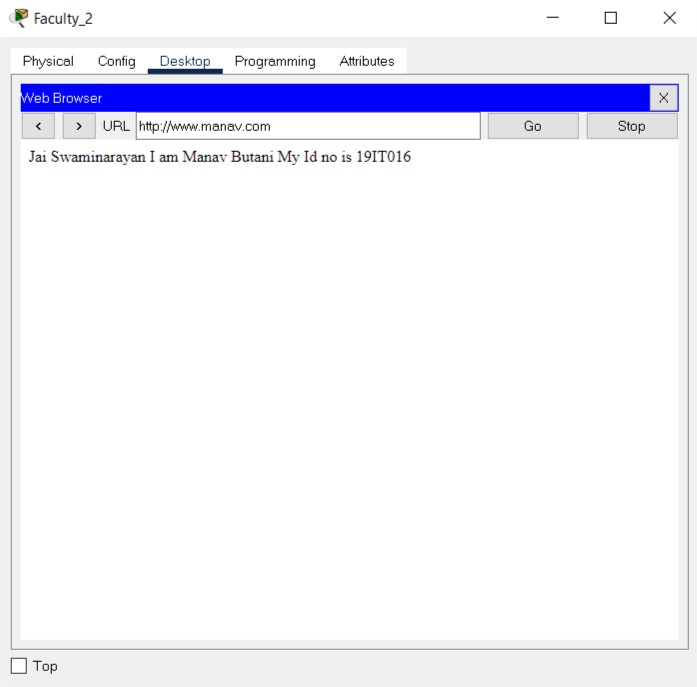 Faculty_2
Physical Config Desktop Programming Attributes
Web Browser X
< > URL http://www.manav.com Go Stop
Jai Swaminarayan I am Manav Butani My Id no is 19IT016
Top